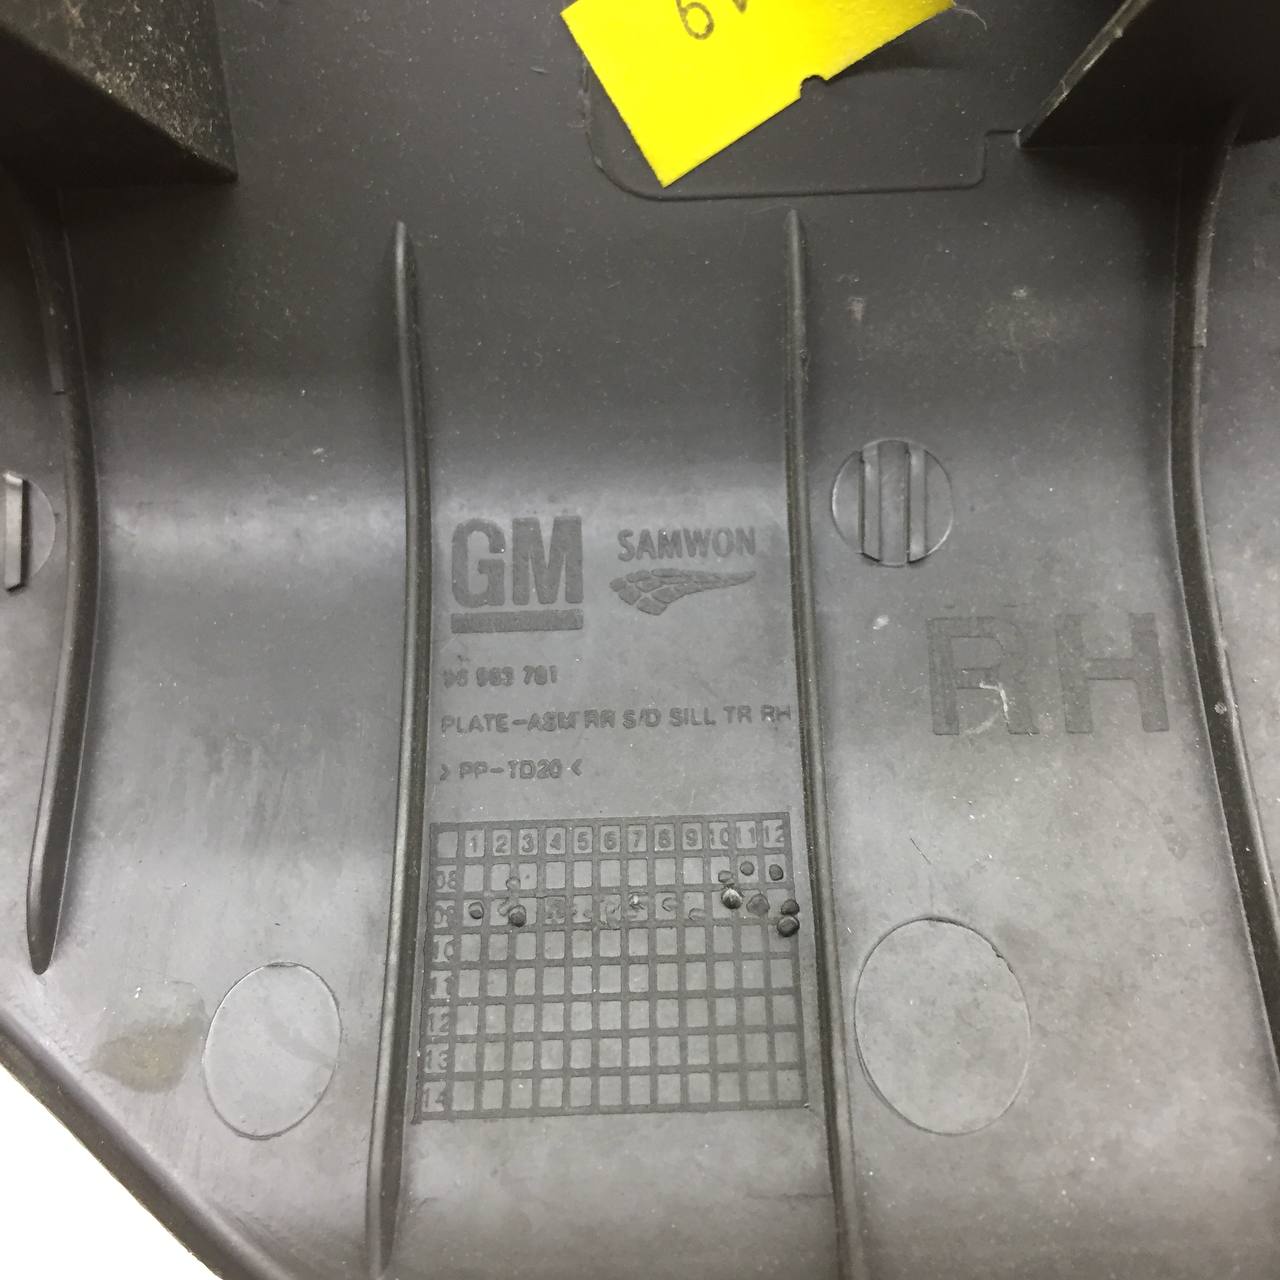 GM
SAMWON
96 963 781
PLATE-ASM RR S/D SILL TR RH
>PP-TD20<
RH
1 2 3 4 5 6 7 8 9 10 11 12
08
09
10
11
12
13
14